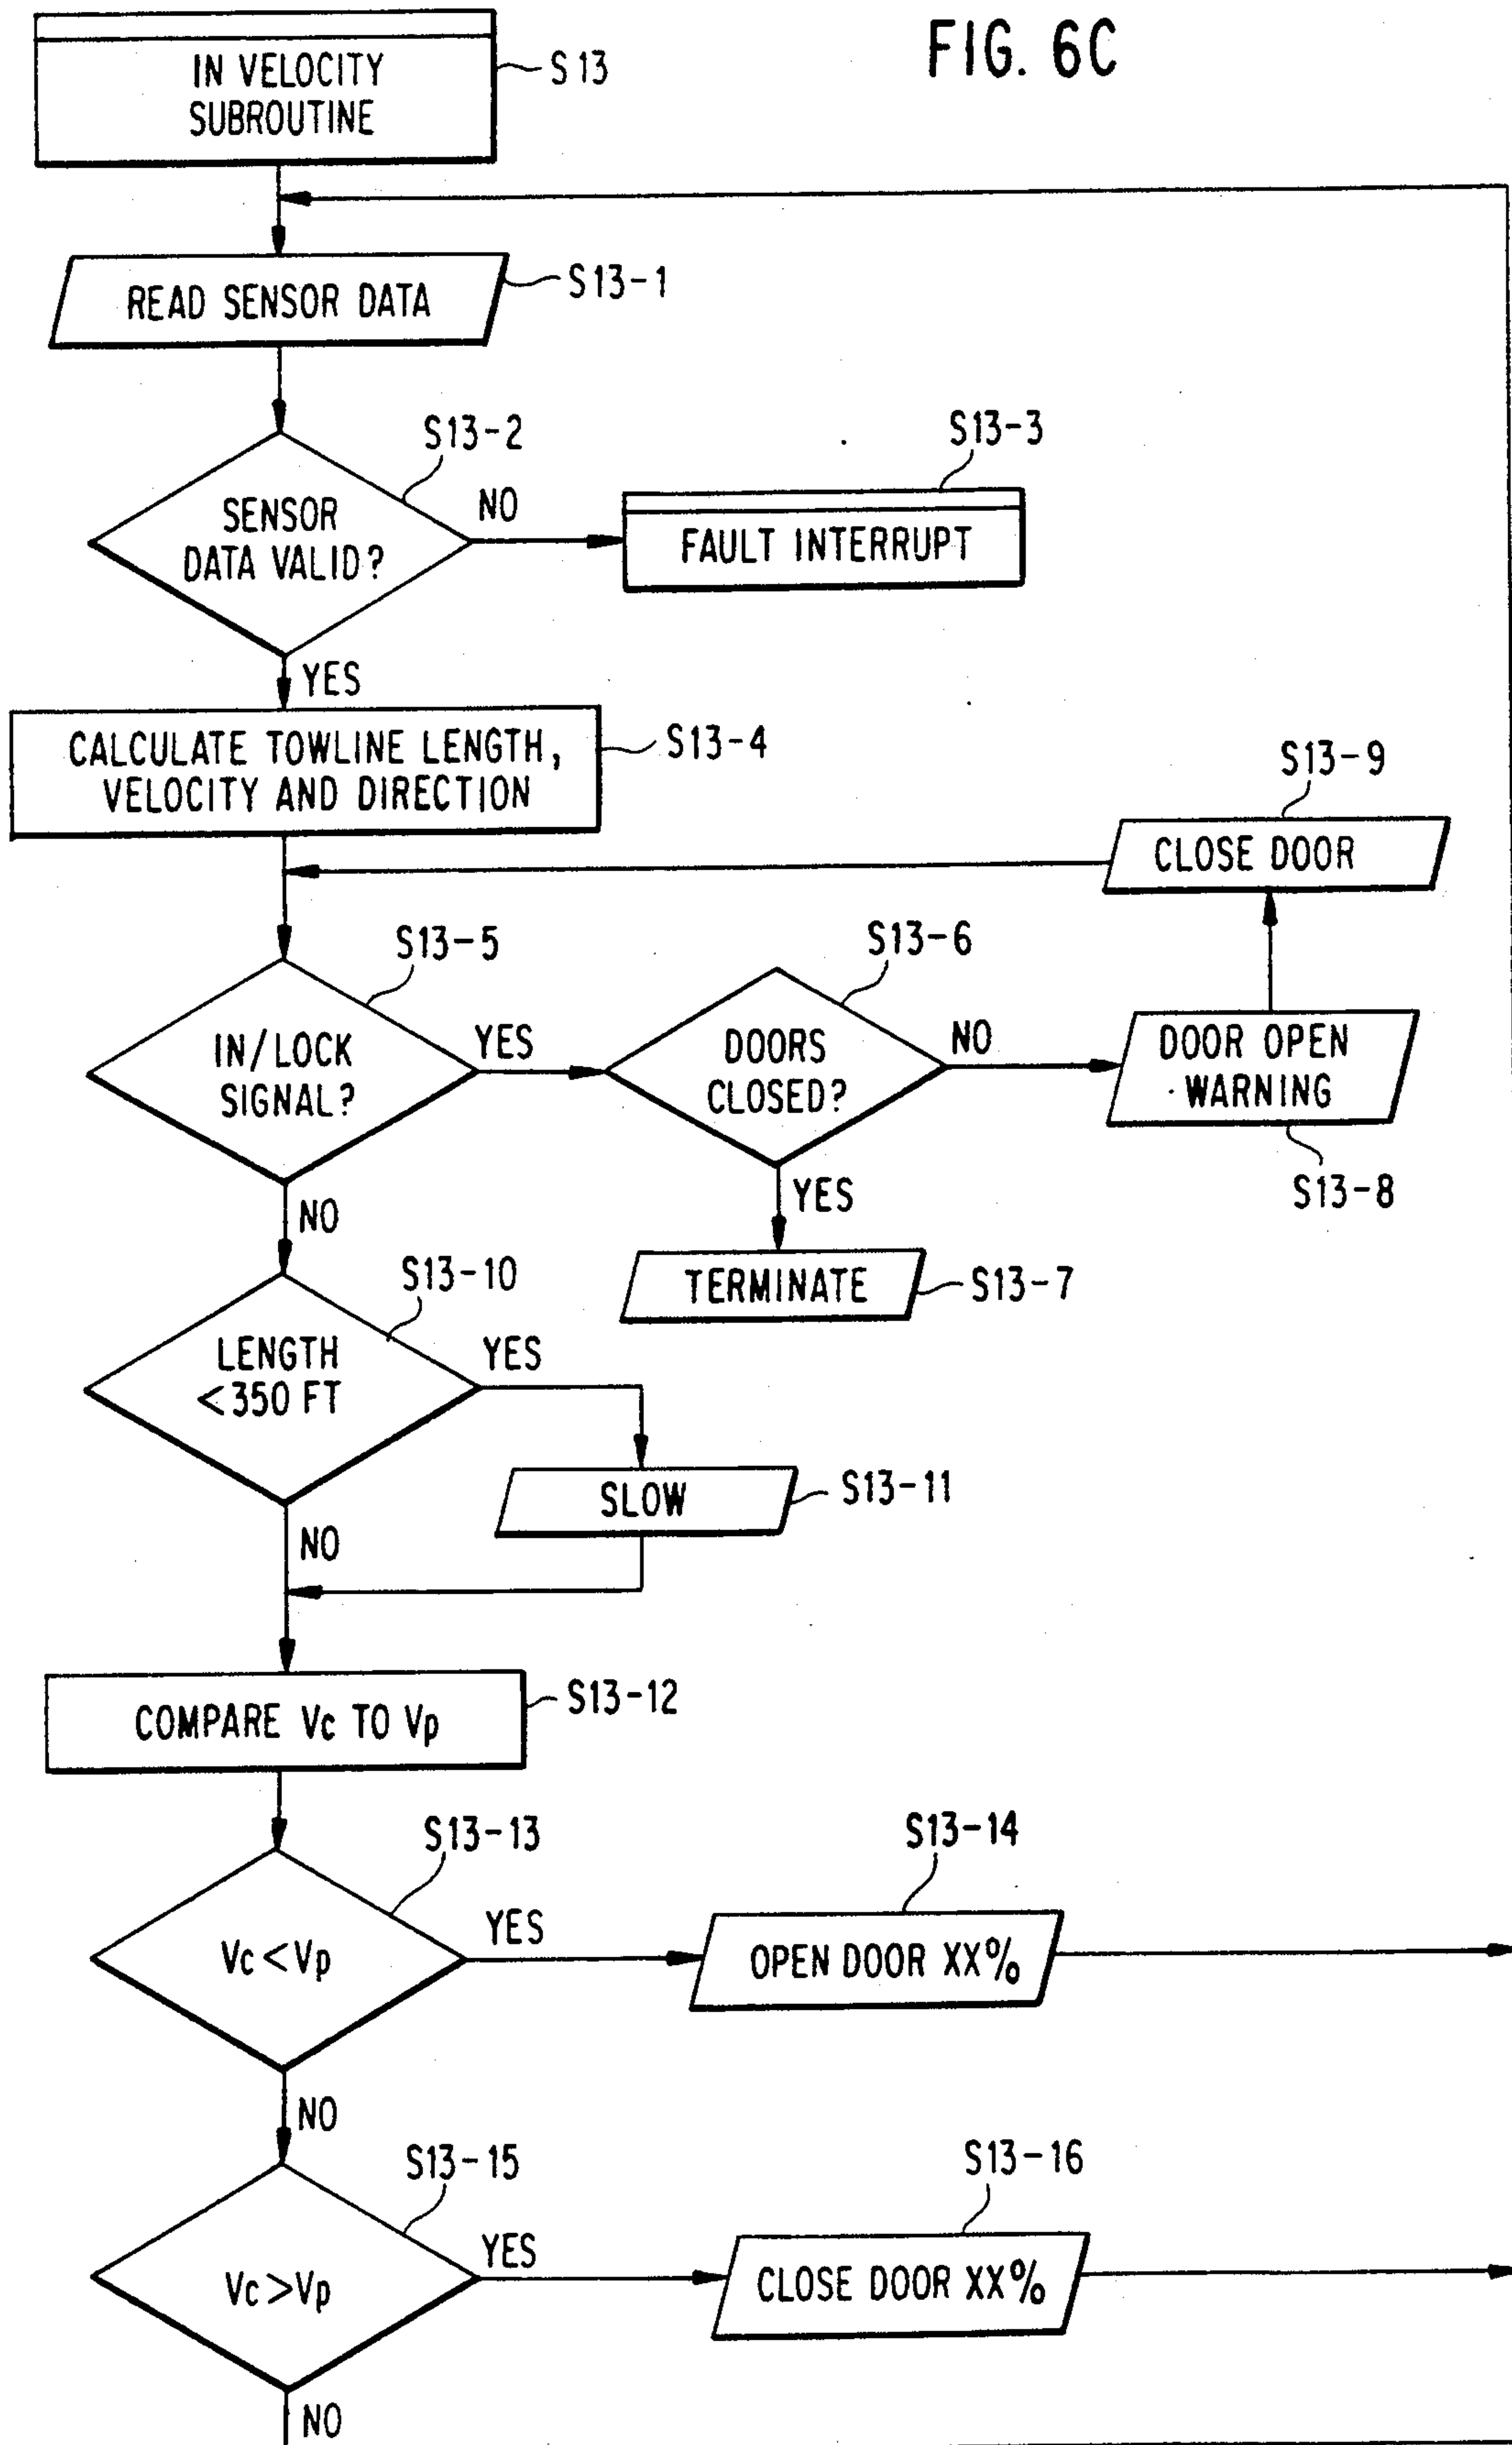 FIG. 6C
IN VELOCITY
SUBROUTINE
S13
READ SENSOR DATA
S13-1
S13-2
SENSOR
DATA VALID?
NO
S13-3
FAULT INTERRUPT
YES
CALCULATE TOWLINE LENGTH,
VELOCITY AND DIRECTION
S13-4
S13-9
CLOSE DOOR
S13-5
IN/LOCK
SIGNAL?
YES
S13-6
DOORS
CLOSED?
NO
DOOR OPEN
WARNING
S13-8
YES
TERMINATE
S13-7
NO
S13-10
LENGTH
<350 FT
YES
SLOW
S13-11
NO
COMPARE Vc TO Vp
S13-12
S13-13
Vc<Vp
YES
S13-14
OPEN DOOR XX%
NO
S13-15
Vc>Vp
YES
S13-16
CLOSE DOOR XX%
NO